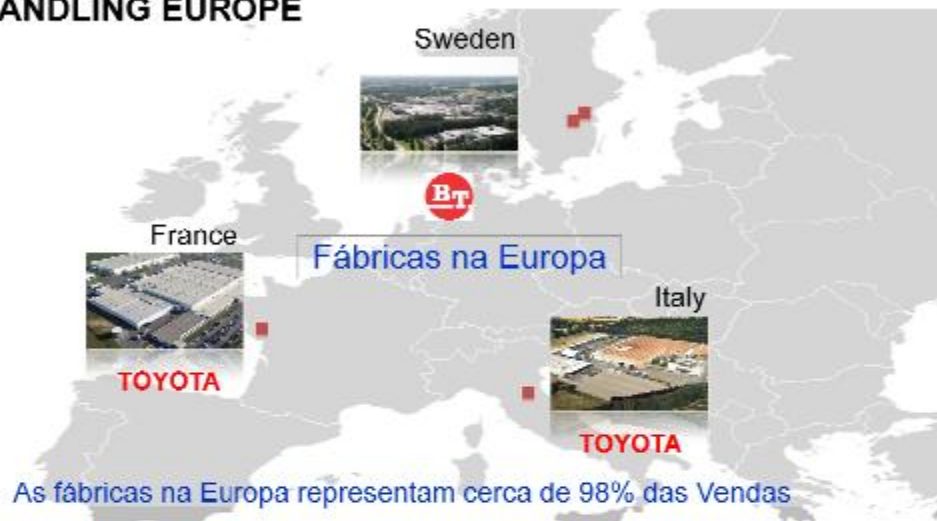 ANDLING EUROPE
Sweden
BT
France
Fábricas na Europa
Italy
TOYOTA
TOYOTA
As fábricas na Europa representam cerca de 98% das Vendas